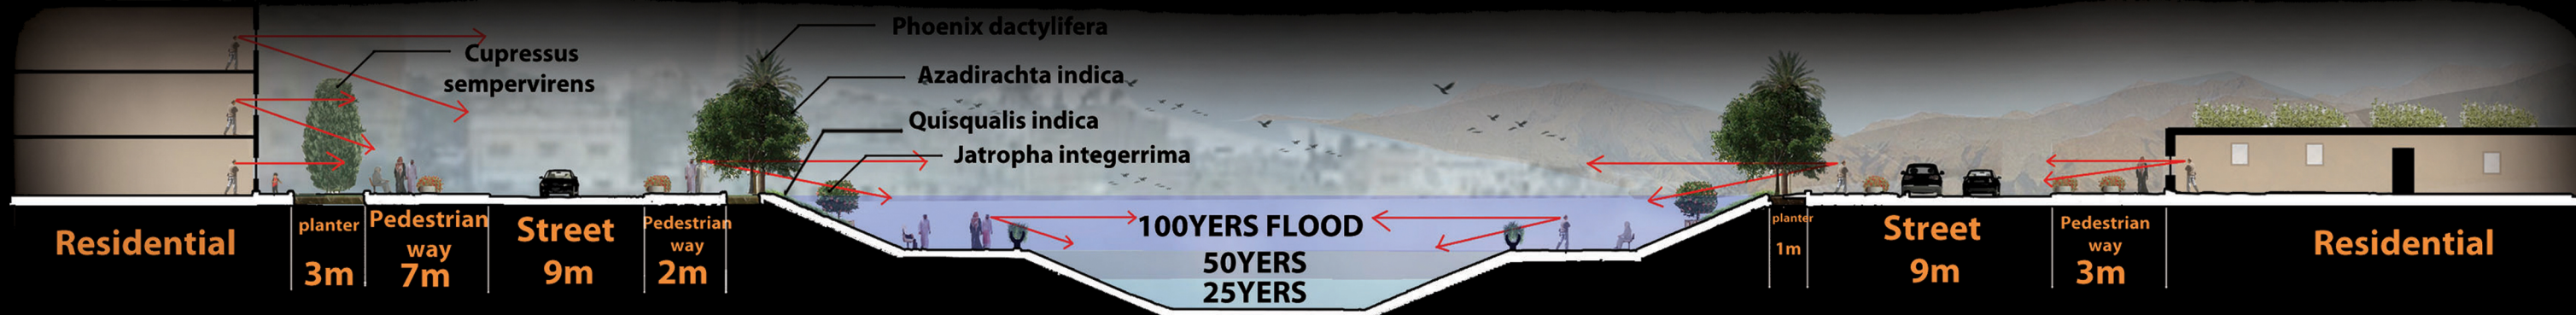 Phoenix dactylifera
Cupressus
sempervirens
Azadirachta indica
Quisqualis indica
Jatropha integerrima
100YERS FLOOD
50YERS
25YERS
Residential
planter
3m
Pedestrian
way
7m
Street
9m
Pedestrian
way
2m
planter
1m
Street
9m
Pedestrian
way
3m
Residential